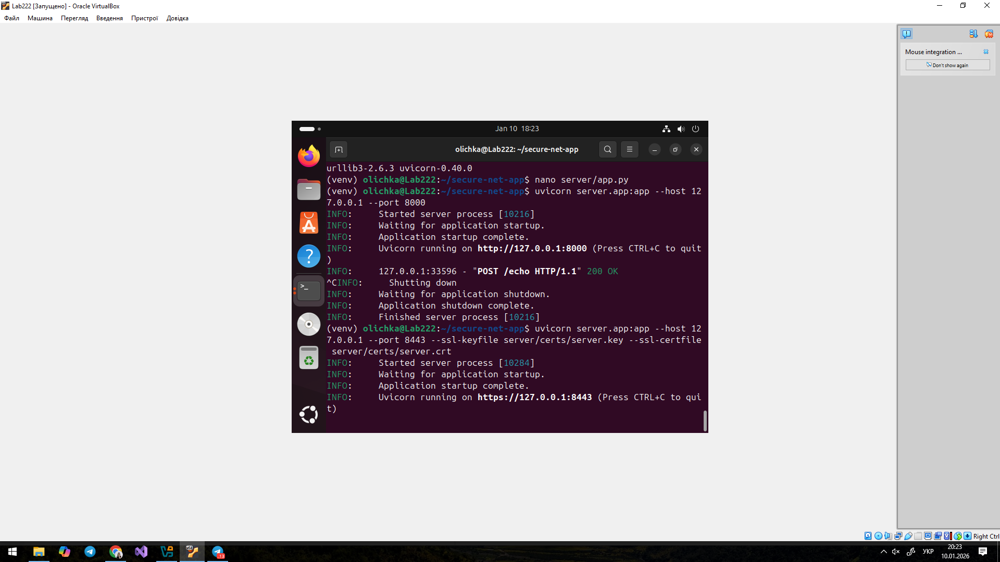 Lab222 [Запущено] - Oracle VirtualBox
Файл Машина Перегляд Введення Пристрої Довідка
Mouse integration ...
Don't show again
Jan 10 18:23
olichka@Lab222: ~/secure-net-app
urllib3-2.6.3 uvicorn-0.40.0
(venv) olichka@Lab222:~/secure-net-app$ nano server/app.py
(venv) olichka@Lab222:~/secure-net-app$ uvicorn server.app:app --host 12
7.0.0.1 --port 8000
INFO: Started server process [10216]
INFO: Waiting for application startup.
INFO: Application startup complete.
INFO: Uvicorn running on http://127.0.0.1:8000 (Press CTRL+C to quit
)
INFO: 127.0.0.1:33596 - "POST /echo HTTP/1.1" 200 OK
^CINFO: Shutting down
INFO: Waiting for application shutdown.
INFO: Application shutdown complete.
INFO: Finished server process [10216]
(venv) olichka@Lab222:~/secure-net-app$ uvicorn server.app:app --host 12
7.0.0.1 --port 8443 --ssl-keyfile server/certs/server.key --ssl-certfile
server/certs/server.crt
INFO: Started server process [10284]
INFO: Waiting for application startup.
INFO: Application startup complete.
INFO: Uvicorn running on https://127.0.0.1:8443 (Press CTRL+C to qui
t)
Right Ctrl
УКР
20:23
10.01.2026